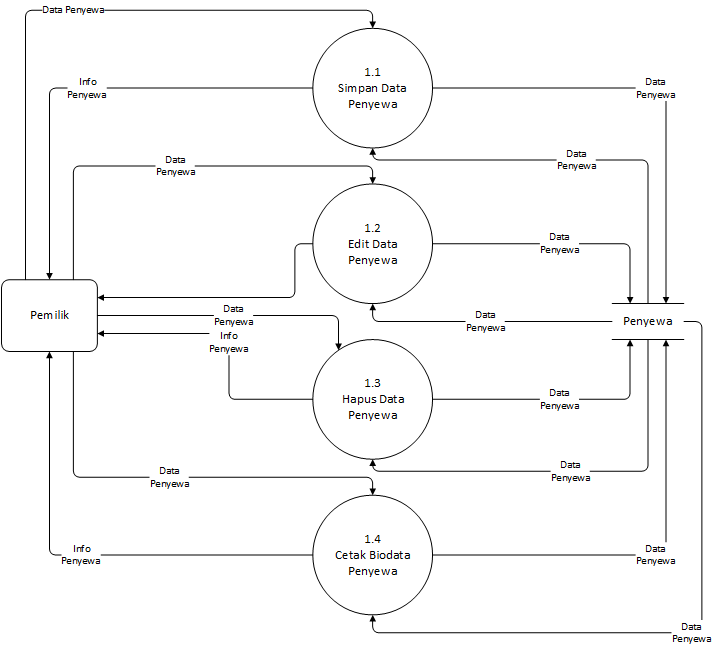 Data Penyewa
1.1
Simpan Data
Penyewa
Info
Penyewa
Data
Penyewa
Data
Penyewa
Data
Penyewa
1.2
Edit Data
Penyewa
Data
Penyewa
Pemilik
Data
Penyewa
Info
Penyewa
Data
Penyewa
Penyewa
1.3
Hapus Data
Penyewa
Data
Penyewa
Data
Penyewa
Data
Penyewa
1.4
Cetak Biodata
Penyewa
Info
Penyewa
Data
Penyewa
Data
Penyewa